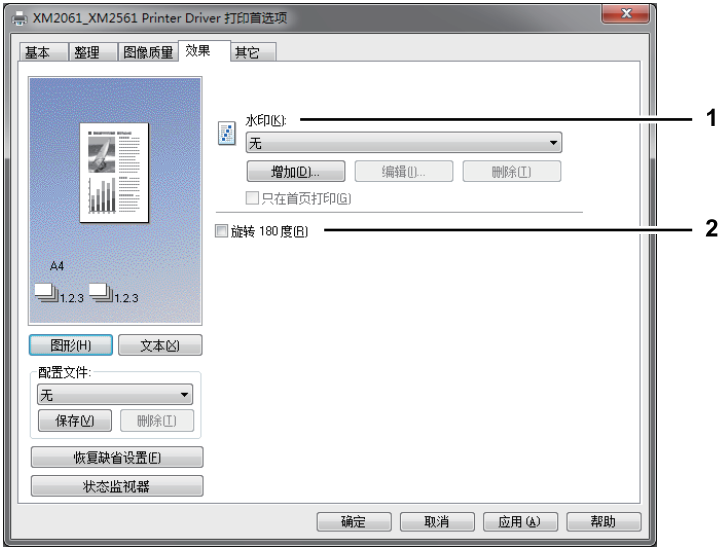 XM2061_XM2561 Printer Driver 打印首选项
基本 整理 图像质量 效果 其它
水印(K):
1
无
增加(D)... 编辑(I)... 删除(T)
只在首页打印(G)
旋转 180 度(R)
2
A4
1.2.3 1.2.3
图形(H) 文本(X)
配置文件:
无
保存(V) 删除(T)
恢复缺省设置(F)
状态监视器
确定 取消 应用(A) 帮助